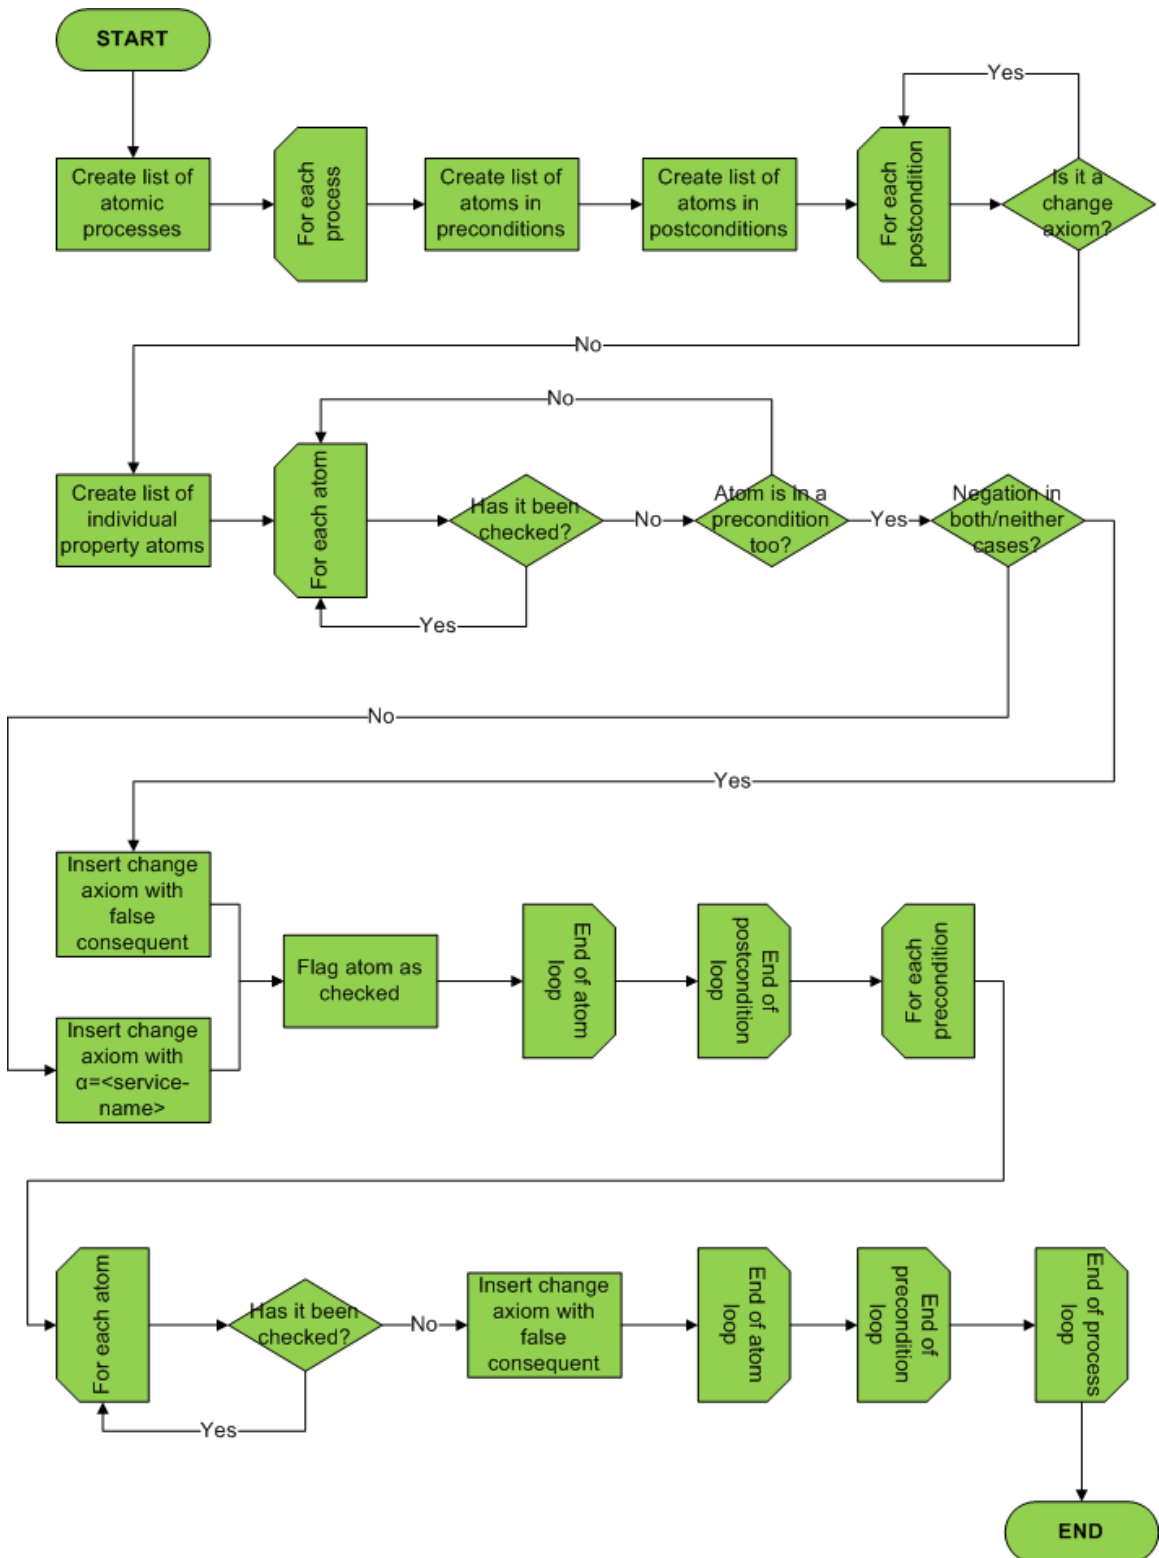 START
Create list of
atomic
processes
For each
process
Create list of
atoms in
preconditions
Create list of
atoms in
postconditions
For each
postcondition
Yes
Is it a
change
axiom?
No
Create list of
individual
property atoms
For each atom
No
Has it been
checked?
Yes
No
Atom is in a
precondition
too?
Yes
Negation in
both/neither
cases?
No
Yes
Insert change
axiom with
false
consequent
Insert change
axiom with
α=<service-
name>
Flag atom as
checked
End of atom
loop
End of
postcondition
loop
For each
precondition
For each atom
Has it been
checked?
Yes
No
Insert change
axiom with
false
consequent
End of atom
loop
End of
precondition
loop
End of process
loop
END